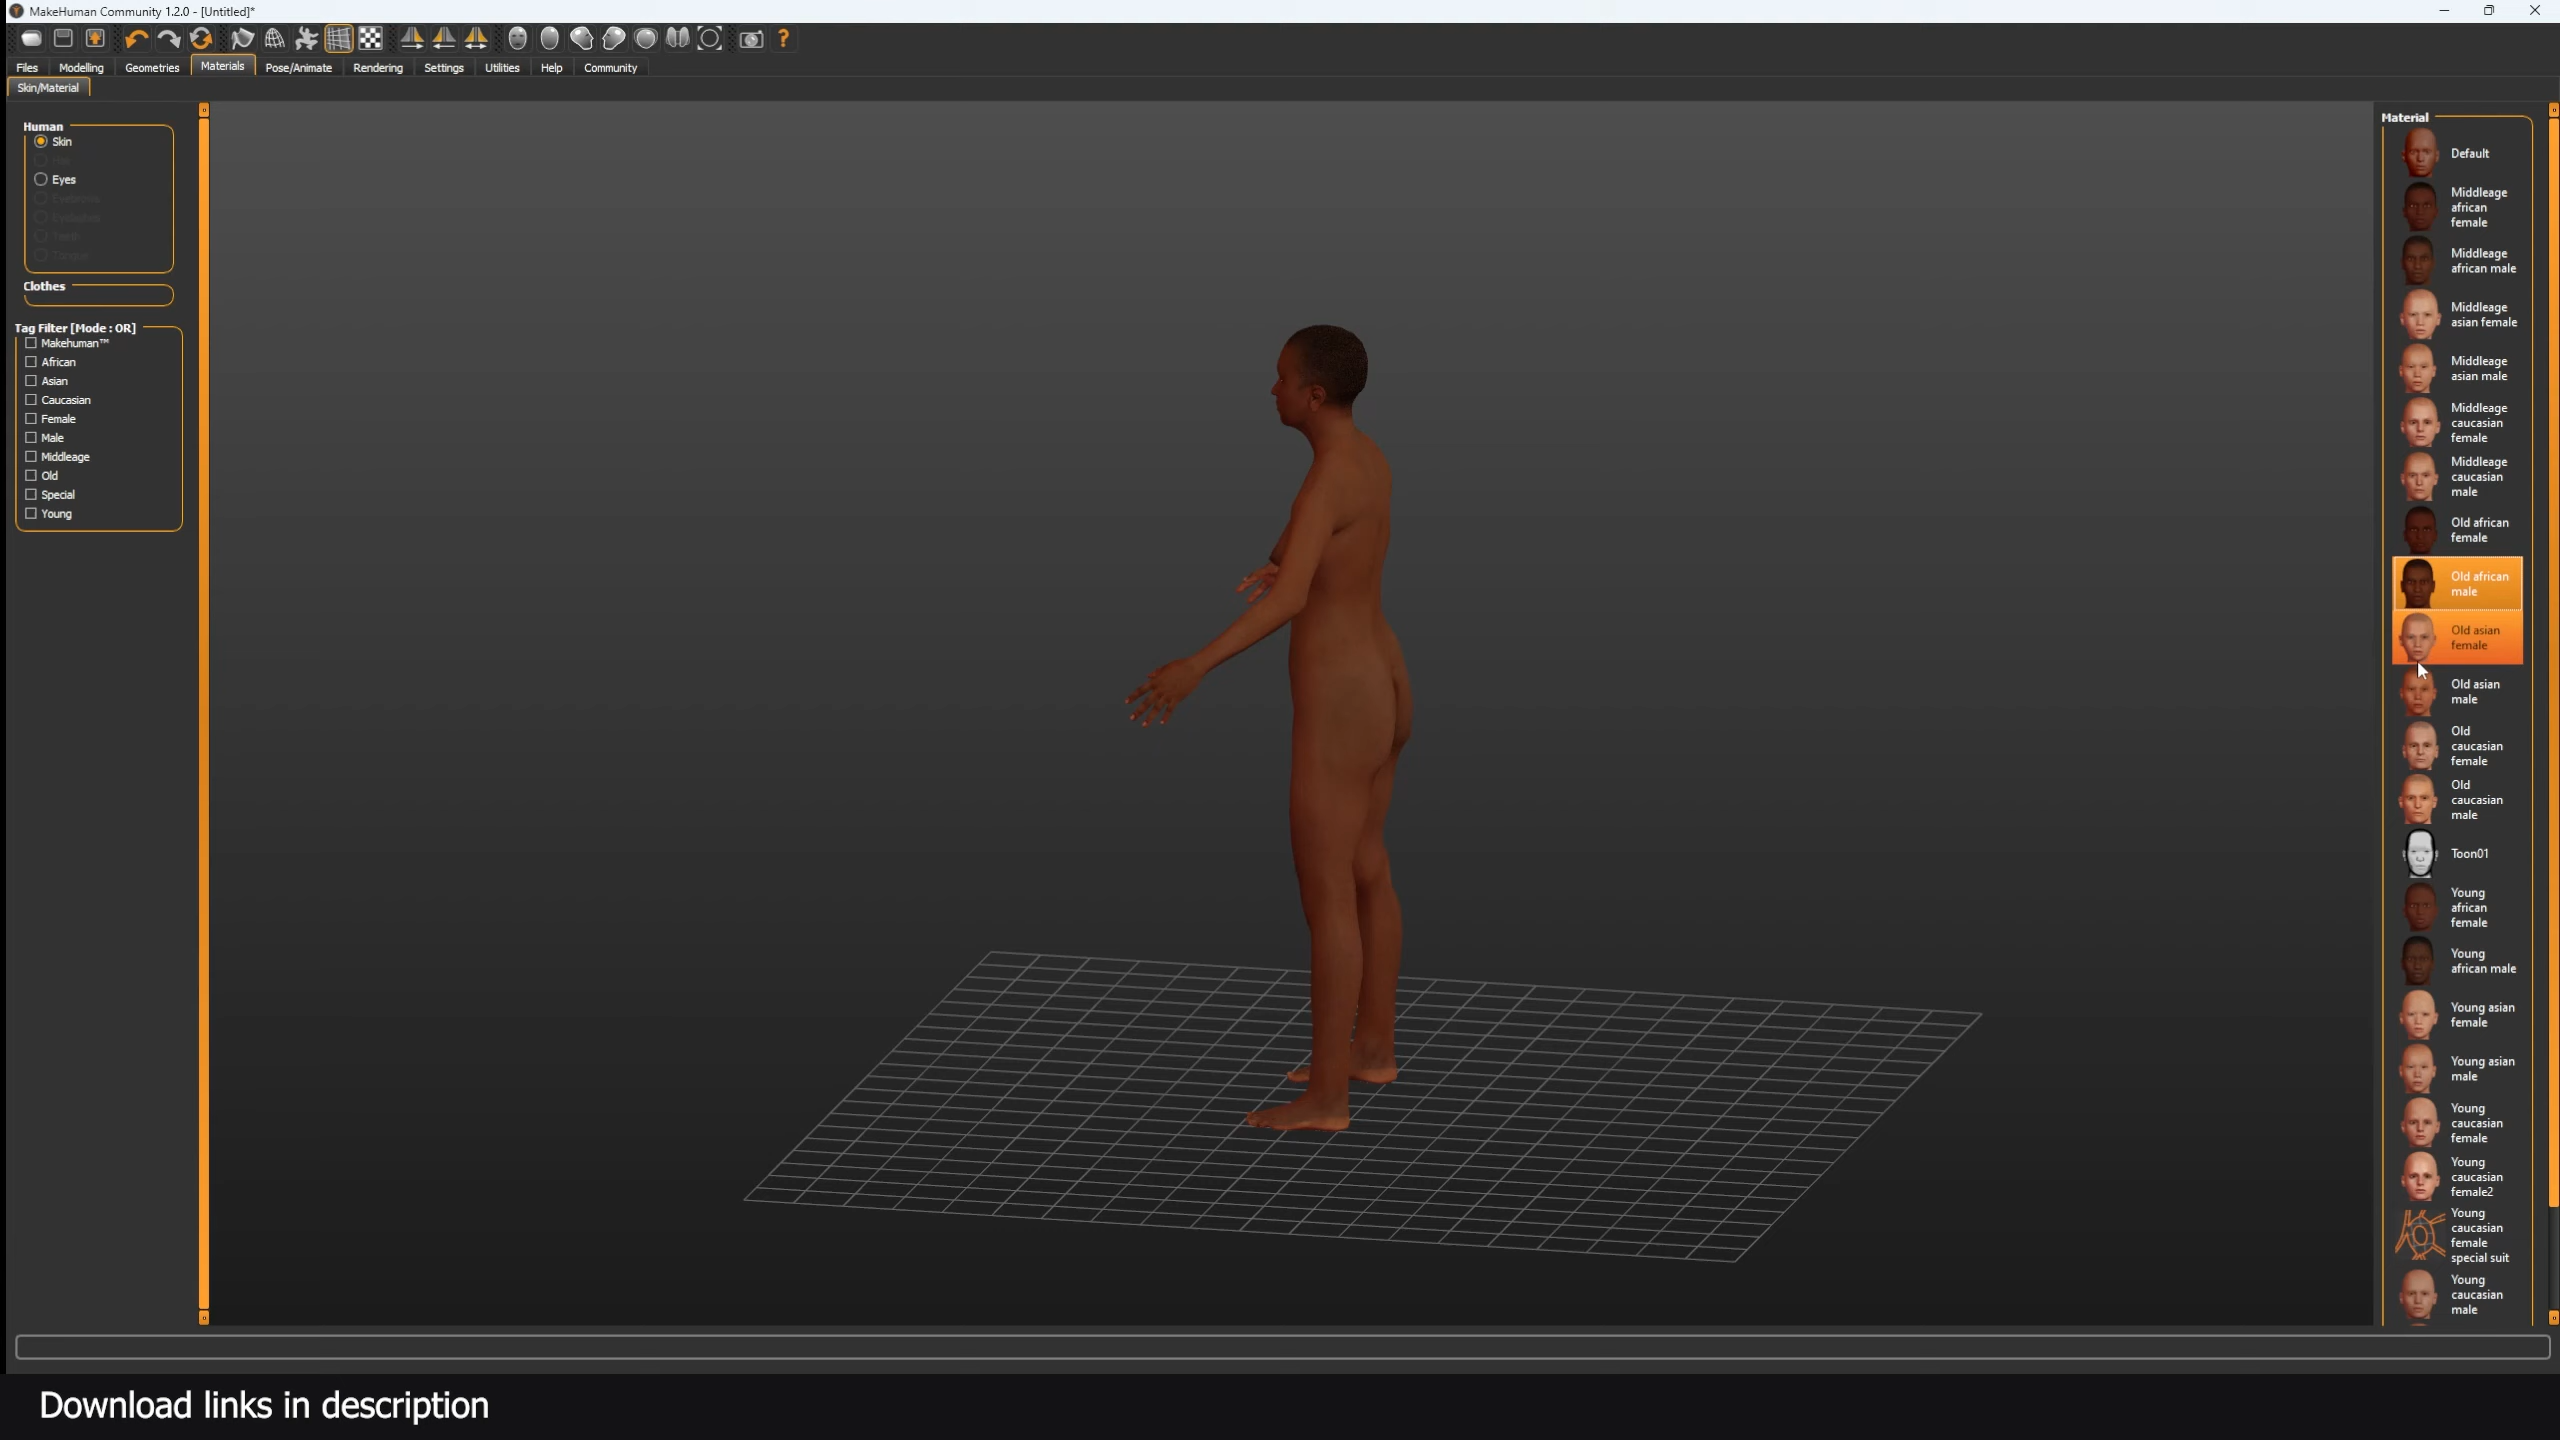 MakeHuman Community 1.2.0 - [Untitled]*
Files Modelling Geometries Materials Pose/Animate Rendering Settings Utilities Help Community
Skin/Material
Human
Skin
Eyes
Clothes
Tag Filter [Mode : OR]
Makehuman™
African
Asian
Caucasian
Female
Male
Middleage
Old
Special
Young
Material
Default
Middleage
african
female
Middleage
african male
Middleage
asian female
Middleage
asian male
Middleage
caucasian
female
Middleage
caucasian
male
Old african
female
Old african
male
Old asian
female
Old asian
male
Old
caucasian
female
Old
caucasian
male
Toon01
Young
african
female
Young
african male
Young asian
female
Young asian
male
Young
caucasian
female
Young
caucasian
female2
Young
caucasian
female
special suit
Young
caucasian
male
Download links in description